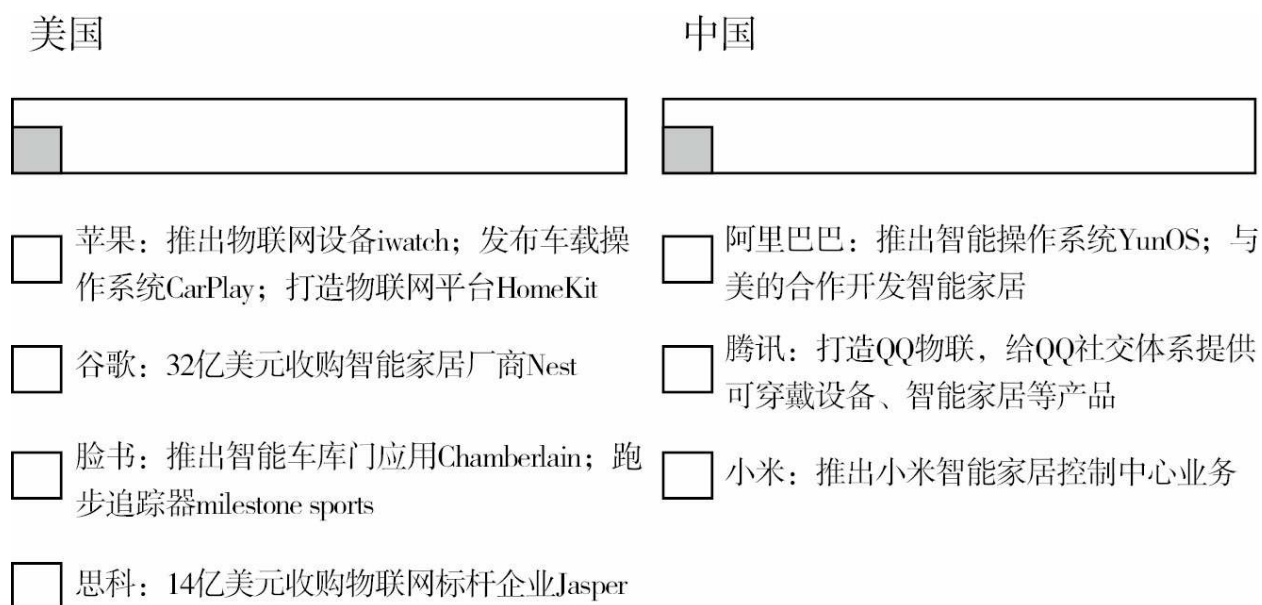 美国
苹果：推出物联网设备iwatch；发布车载操
作系统CarPlay；打造物联网平台HomeKit
谷歌：32亿美元收购智能家居厂商Nest
脸书：推出智能车库门应用Chamberlain；跑
步追踪器milestone sports
思科：14亿美元收购物联网标杆企业Jasper
中国
阿里巴巴：推出智能操作系统YunOS；与
美的合作开发智能家居
腾讯：打造QQ物联，给QQ社交体系提供
可穿戴设备、智能家居等产品
小米：推出小米智能家居控制中心业务